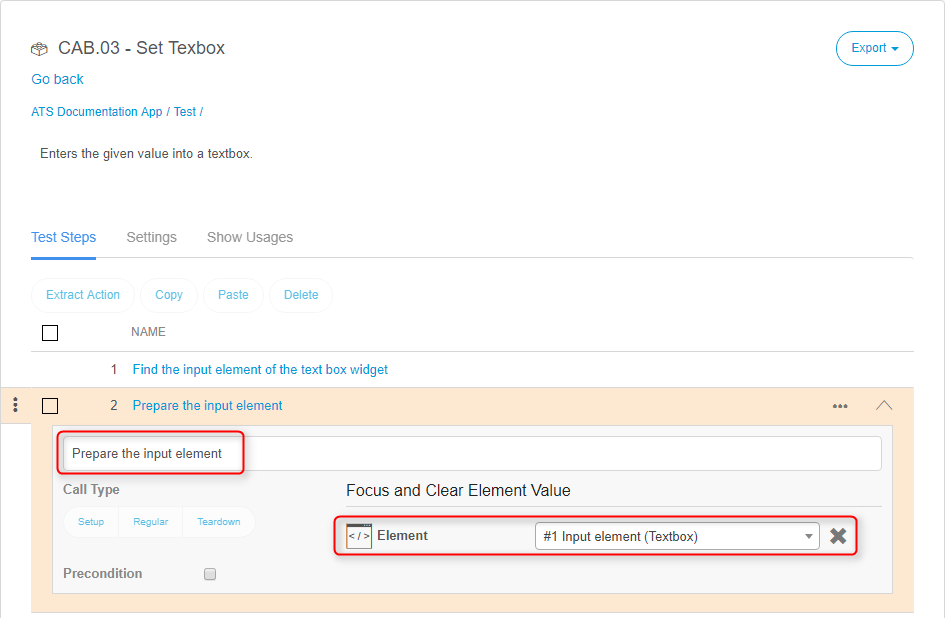 CAB.03 - Set Texbox
Export
Go back
ATS Documentation App / Test /
Enters the given value into a textbox.
Test Steps Settings Show Usages
Extract Action Copy Paste Delete
NAME
1 Find the input element of the text box widget
2 Prepare the input element
Prepare the input element
Call Type
Focus and Clear Element Value
Setup Regular Teardown
</> Element #1 Input element (Textbox)
Precondition